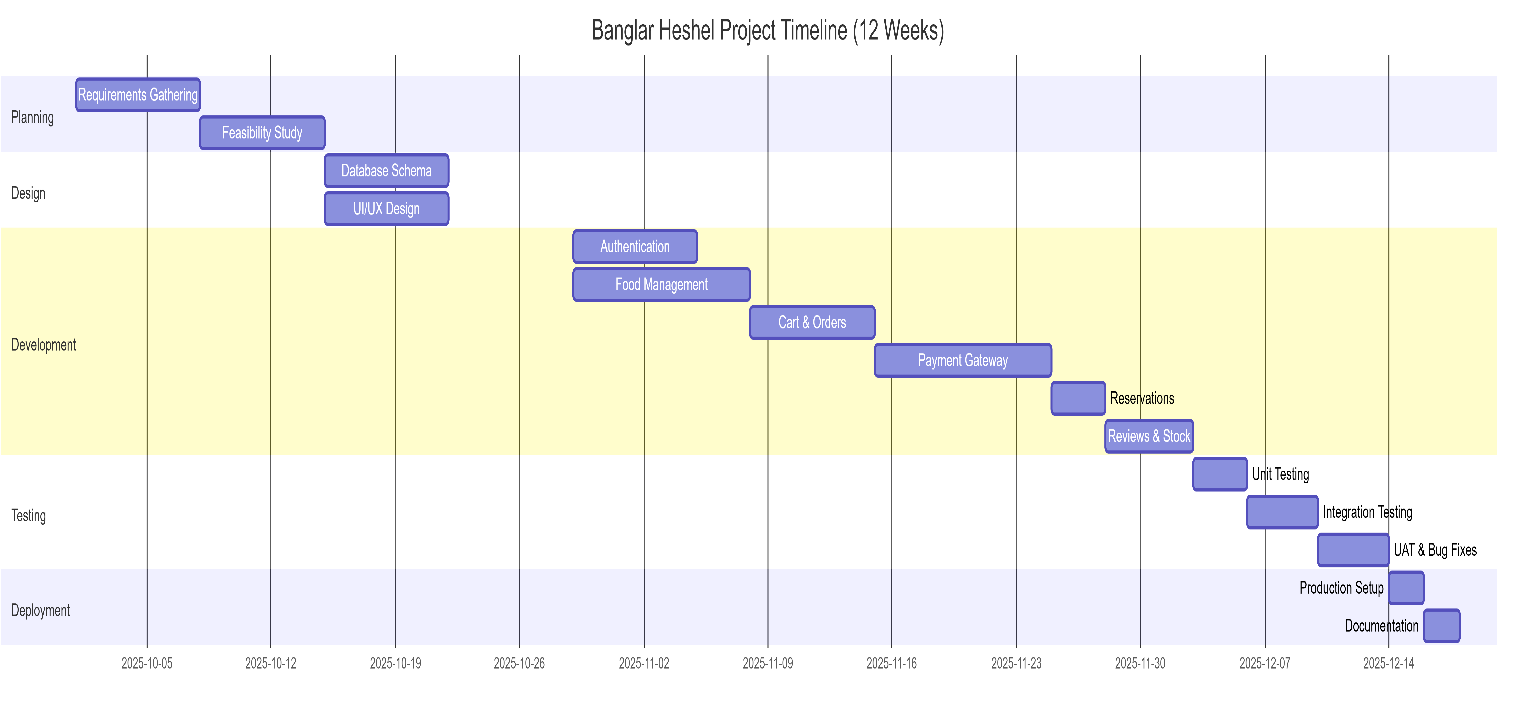 Banglar Heshel Project Timeline (12 Weeks)
Planning
Requirements Gathering
Feasibility Study
Design
Database Schema
UI/UX Design
Development
Authentication
Food Management
Cart & Orders
Payment Gateway
Reservations
Reviews & Stock
Testing
Unit Testing
Integration Testing
UAT & Bug Fixes
Deployment
Production Setup
Documentation
2025-10-05
2025-10-12
2025-10-19
2025-10-26
2025-11-02
2025-11-09
2025-11-16
2025-11-23
2025-11-30
2025-12-07
2025-12-14